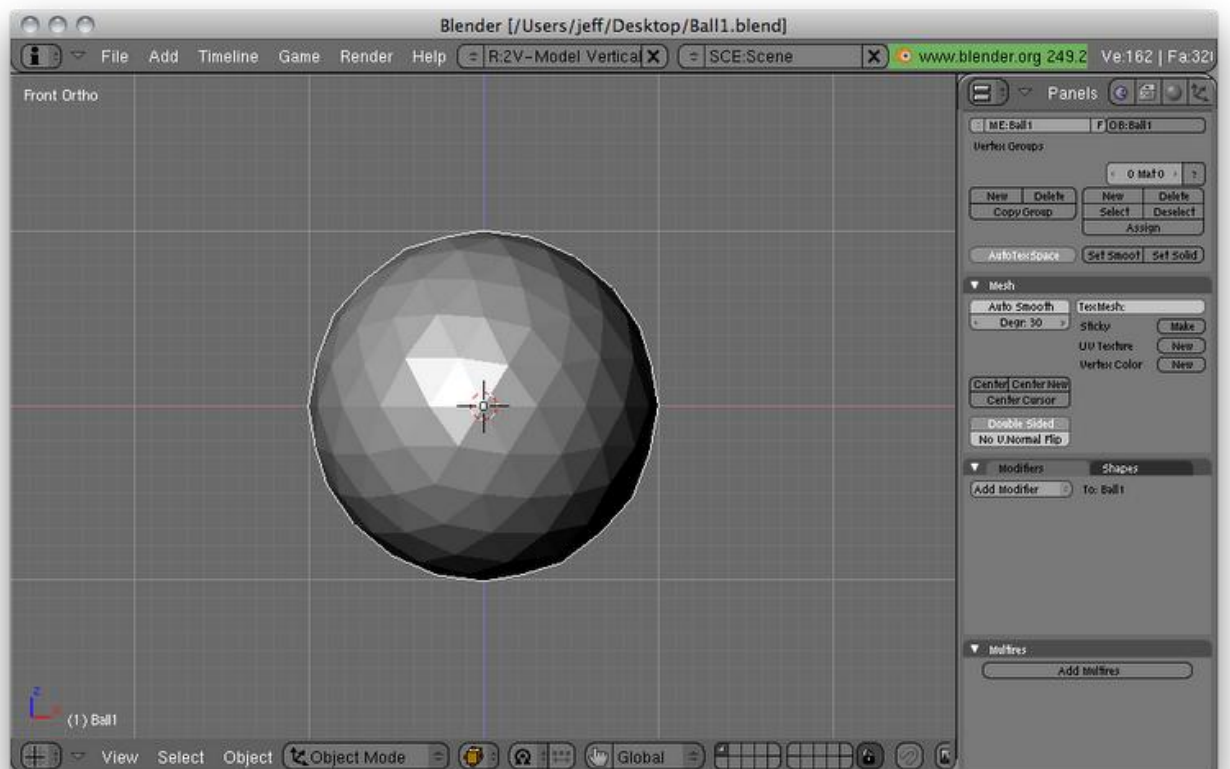 Blender [/Users/jeff/Desktop/Ball1.blend]
File Add Timeline Game Render Help R:2V-Model Vertical X SCE:Scene X www.blender.org 249.2 Ve:162 | Fa:32
Front Ortho
Panels
ME:Ball1 F OB:Ball1
Vertex Groups
0 Mat 0 ?
New Delete New Delete
Copy Group Select Deselect
Assign
AutoTexSpace Set Smoot Set Solid
Mesh
Auto Smooth TexMesh:
Degr: 30 Sticky Make
UV Texture New
Vertex Color New
Center Center New
Center Cursor
Double Sided
No V.Normal Flip
Modifiers Shapes
Add Modifier To: Ball1
Multires
Add Multires
z
x
(1) Ball1
View Select Object Object Mode Global